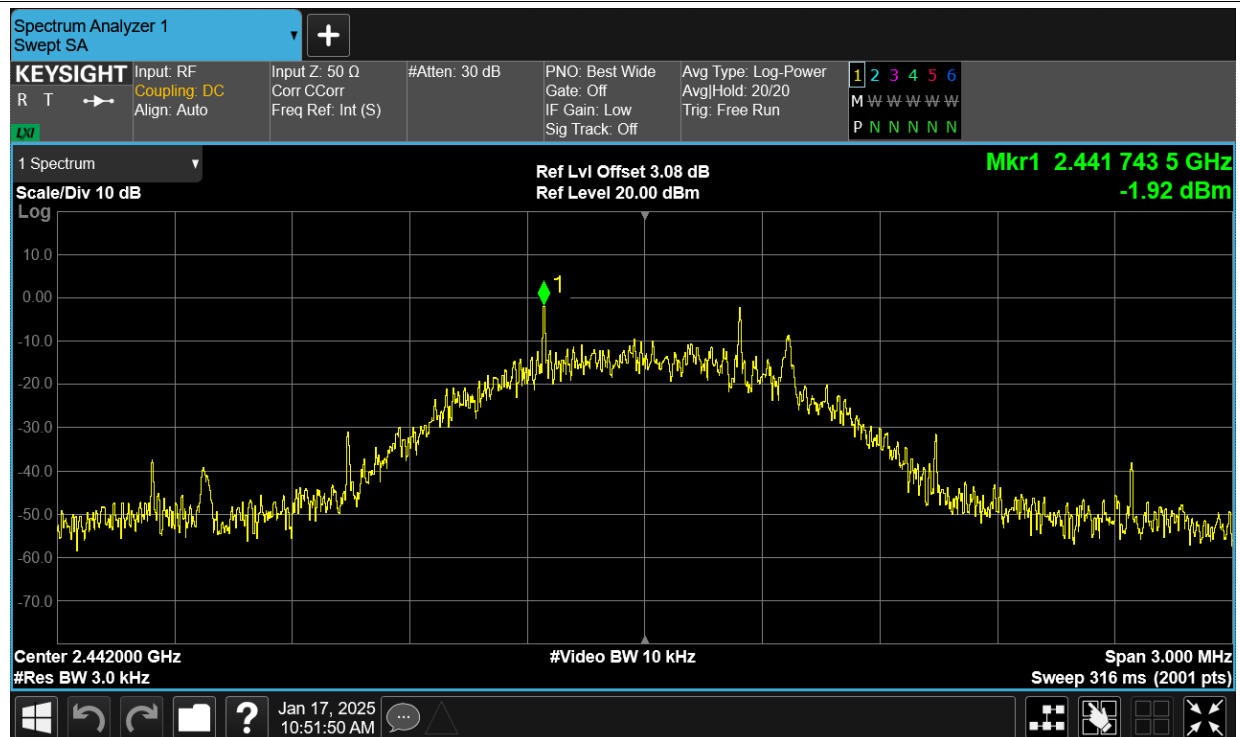 Spectrum Analyzer 1
Swept SA
▼
+
KEYSIGHT
R T
LXI
Input: RF
Coupling: DC
Align: Auto
Input Z: 50 Ω
Corr CCorr
Freq Ref: Int (S)
#Atten: 30 dB
PNO: Best Wide
Gate: Off
IF Gain: Low
Sig Track: Off
Avg Type: Log-Power
Avg|Hold: 20/20
Trig: Free Run
1 2 3 4 5 6
M W W W W W
P N N N N N
1 Spectrum ▼
Scale/Div 10 dB
Log
Ref Lvl Offset 3.08 dB
Ref Level 20.00 dBm
Mkr1 2.441 743 5 GHz
-1.92 dBm
10.0
0.00
-10.0
-20.0
-30.0
-40.0
-50.0
-60.0
-70.0
1
Center 2.442000 GHz
#Res BW 3.0 kHz
#Video BW 10 kHz
Span 3.000 MHz
Sweep 316 ms (2001 pts)
?
Jan 17, 2025
10:51:50 AM